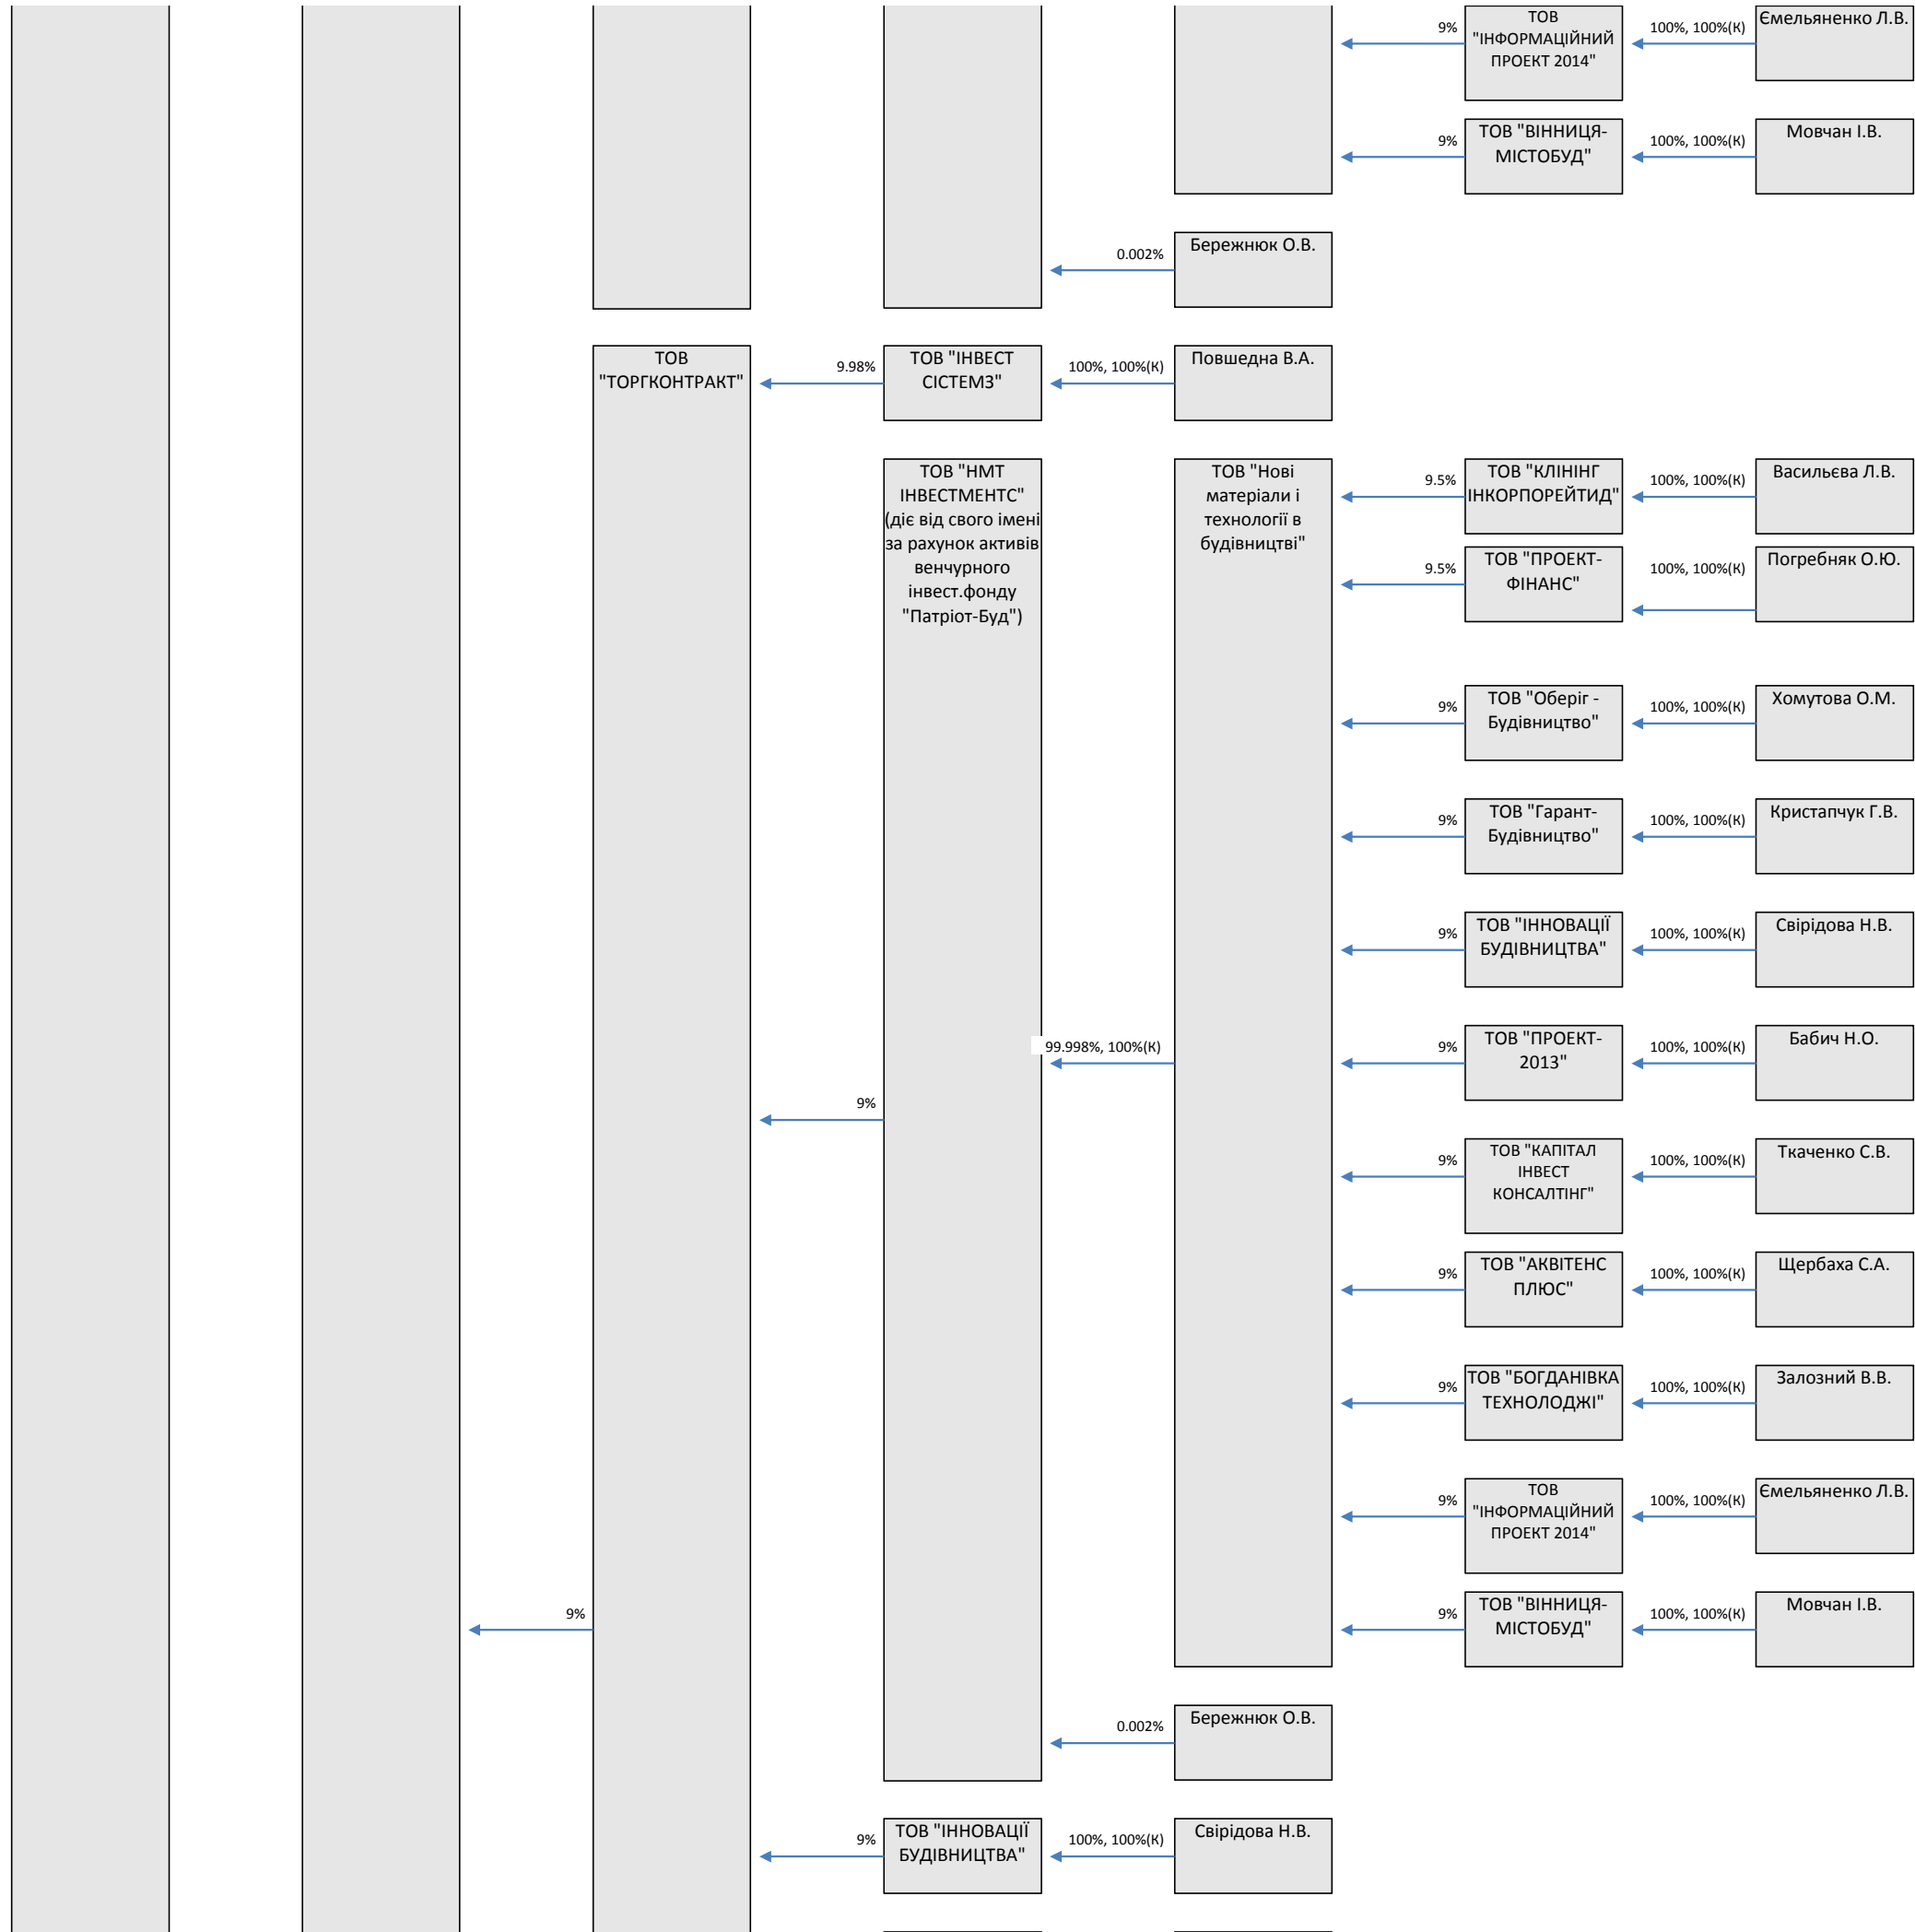 9%
ТОВ
"ІНФОРМАЦІЙНИЙ
ПРОЕКТ 2014"
100%, 100%(К)
Ємельяненко Л.В.
9%
ТОВ "ВІННИЦЯ-
МІСТОБУД"
100%, 100%(К)
Мовчан І.В.
0.002%
Бережнюк О.В.
ТОВ
"ТОРГКОНТРАКТ"
9.98%
ТОВ "ІНВЕСТ
СІСТЕМЗ"
100%, 100%(К)
Повшедна В.А.
ТОВ "НМТ
ІНВЕСТМЕНТС"
(діє від свого імені
за рахунок активів
венчурного
інвест.фонду
"Патріот-Буд")
ТОВ "Нові
матеріали і
технології в
будівництві"
9.5%
ТОВ "КЛІНІНГ
ІНКОРПОРЕЙТИД"
100%, 100%(К)
Васильєва Л.В.
9.5%
ТОВ "ПРОЕКТ-
ФІНАНС"
100%, 100%(К)
Погребняк О.Ю.
9%
ТОВ "Оберіг -
Будівництво"
100%, 100%(К)
Хомутова О.М.
9%
ТОВ "Гарант-
Будівництво"
100%, 100%(К)
Кристапчук Г.В.
9%
ТОВ "ІННОВАЦІЇ
БУДІВНИЦТВА"
100%, 100%(К)
Свірідова Н.В.
99.998%, 100%(К)
9%
ТОВ "ПРОЕКТ-
2013"
100%, 100%(К)
Бабич Н.О.
9%
9%
ТОВ "КАПІТАЛ
ІНВЕСТ
КОНСАЛТІНГ"
100%, 100%(К)
Ткаченко С.В.
9%
ТОВ "АКВІТЕНС
ПЛЮС"
100%, 100%(К)
Щербаха С.А.
9%
ТОВ "БОГДАНІВКА
ТЕХНОЛОДЖІ"
100%, 100%(К)
Залозний В.В.
9%
ТОВ
"ІНФОРМАЦІЙНИЙ
ПРОЕКТ 2014"
100%, 100%(К)
Ємельяненко Л.В.
9%
9%
ТОВ "ВІННИЦЯ-
МІСТОБУД"
100%, 100%(К)
Мовчан І.В.
0.002%
Бережнюк О.В.
9%
ТОВ "ІННОВАЦІЇ
БУДІВНИЦТВА"
100%, 100%(К)
Свірідова Н.В.